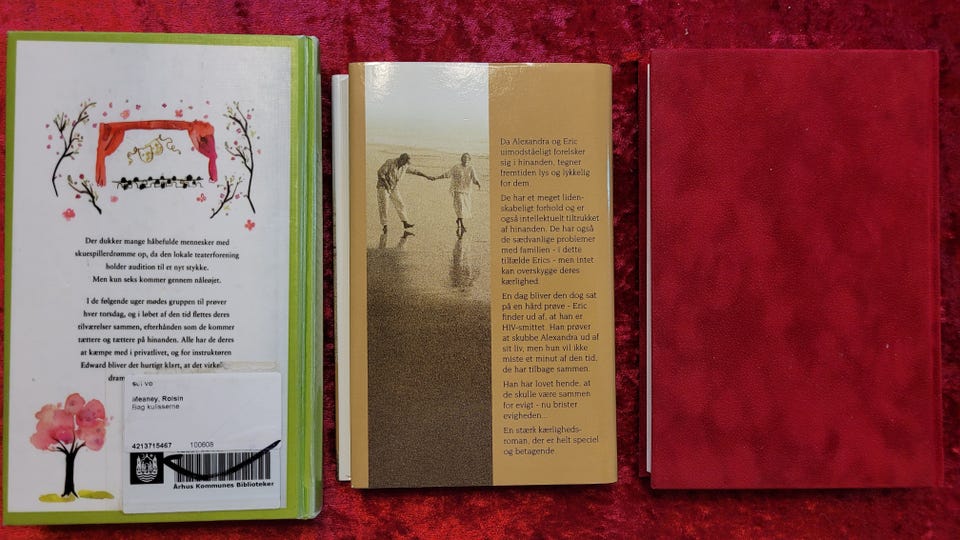 Der dukker mange håbefulde mennesker med
skuespillerdrømme op, da den lokale teaterforening
holder audition til et nyt stykke.
Men kun seks kommer gennem nåleøjet.
I de følgende uger mødes gruppen til prøver
hver torsdag, og i løbet af den tid flettes deres
tilværelser sammen, efterhånden som de kommer
tættere og tættere på hinanden. Alle har de deres
at kæmpe med i privatlivet, og for instruktøren
Edward bliver det hurtigt klart, at det
Meaney, Roisin
Bag kulisserne
4213715467 100608
Århus Kommunes Biblioteker
Da Alexandra og Eric
uimodståeligt forelsker
sig i hinanden, tegner
fremtiden lys og lykkelig
for dem.
De har et meget liden-
skabeligt forhold og er
også intellektuelt tiltrukket
af hinanden. De har også
de sædvanlige problemer
med familien - i dette
tilfælde Erics - men intet
kan overskygge deres
kærlighed.
En dag bliver den dog sat
på en hård prøve - Eric
finder ud af, at han er
HIV-smittet. Han prøver
at skubbe Alexandra ud af
sit liv, men hun vil ikke
miste et minut af den tid,
de har tilbage sammen.
Han har lovet hende, at
de skulle være sammen
for evigt - nu brister
evigheden...
En stærk kærligheds-
roman, der er helt speciel
og betagende.